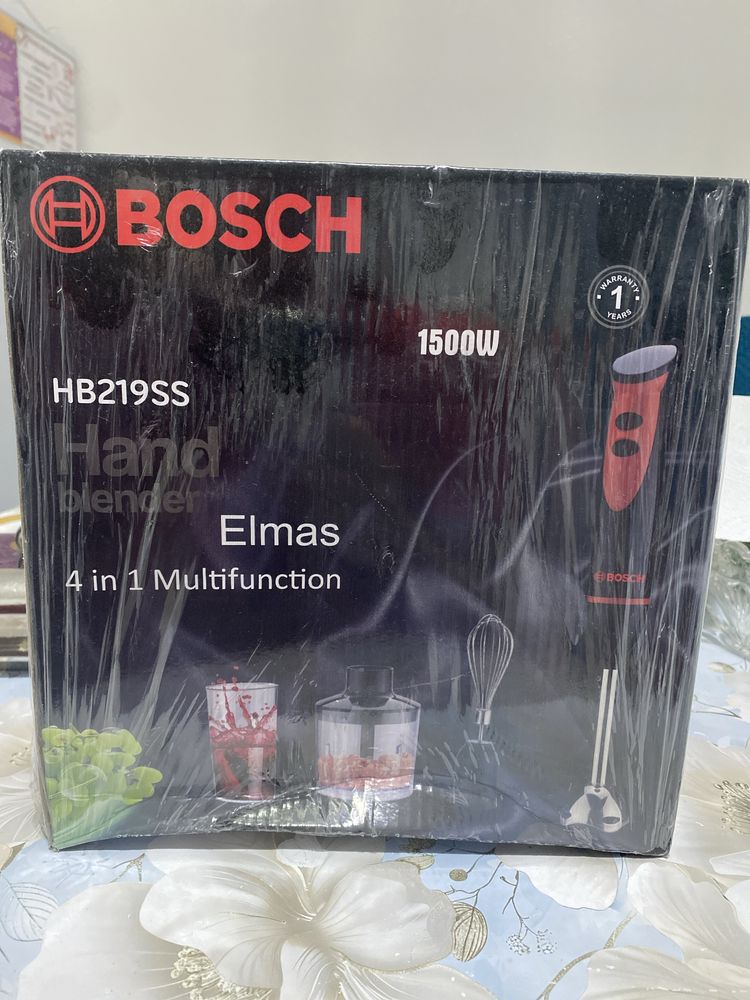 BOSCH
WARRANTY
1
YEARS
1500W
HB219SS
Hand
blender
Elmas
4 in 1 Multifunction
BOSCH